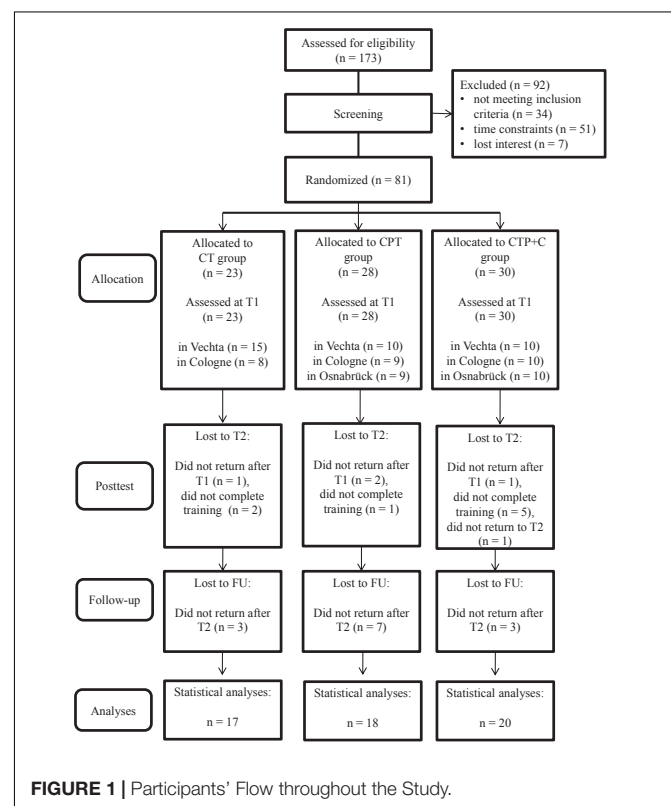 Assessed for eligibility
(n = 173)
Excluded (n = 92)
• not meeting inclusion
criteria (n = 34)
• time constraints (n = 51)
• lost interest (n = 7)
Screening
Randomized (n = 81)
Allocation
Allocated to
CT group
(n = 23)
Assessed at T1
(n = 23)
in Vechta (n = 15)
in Cologne (n = 8)
Allocated to CPT
group
(n = 28)
Assessed at T1
(n = 28)
in Vechta (n = 10)
in Cologne (n = 9)
in Osnabrück (n = 9)
Allocated to CTP+C
group
(n = 30)
Assessed at T1
(n = 30)
in Vechta (n = 10)
in Cologne (n = 10)
in Osnabrück (n = 10)
Posttest
Lost to T2:
Did not return after
T1 (n = 1),
did not complete
training (n = 2)
Lost to T2:
Did not return after
T1 (n = 2),
did not complete
training (n = 1)
Lost to T2:
Did not return after
T1 (n = 1),
did not complete
training (n = 5),
did not return to T2
(n = 1)
Follow-up
Lost to FU:
Did not return after
T2 (n = 3)
Lost to FU:
Did not return after
T2 (n = 7)
Lost to FU:
Did not return after
T2 (n = 3)
Analyses
Statistical analyses:
n = 17
Statistical analyses:
n = 18
Statistical analyses:
n = 20
FIGURE 1 | Participants' Flow throughout the Study.